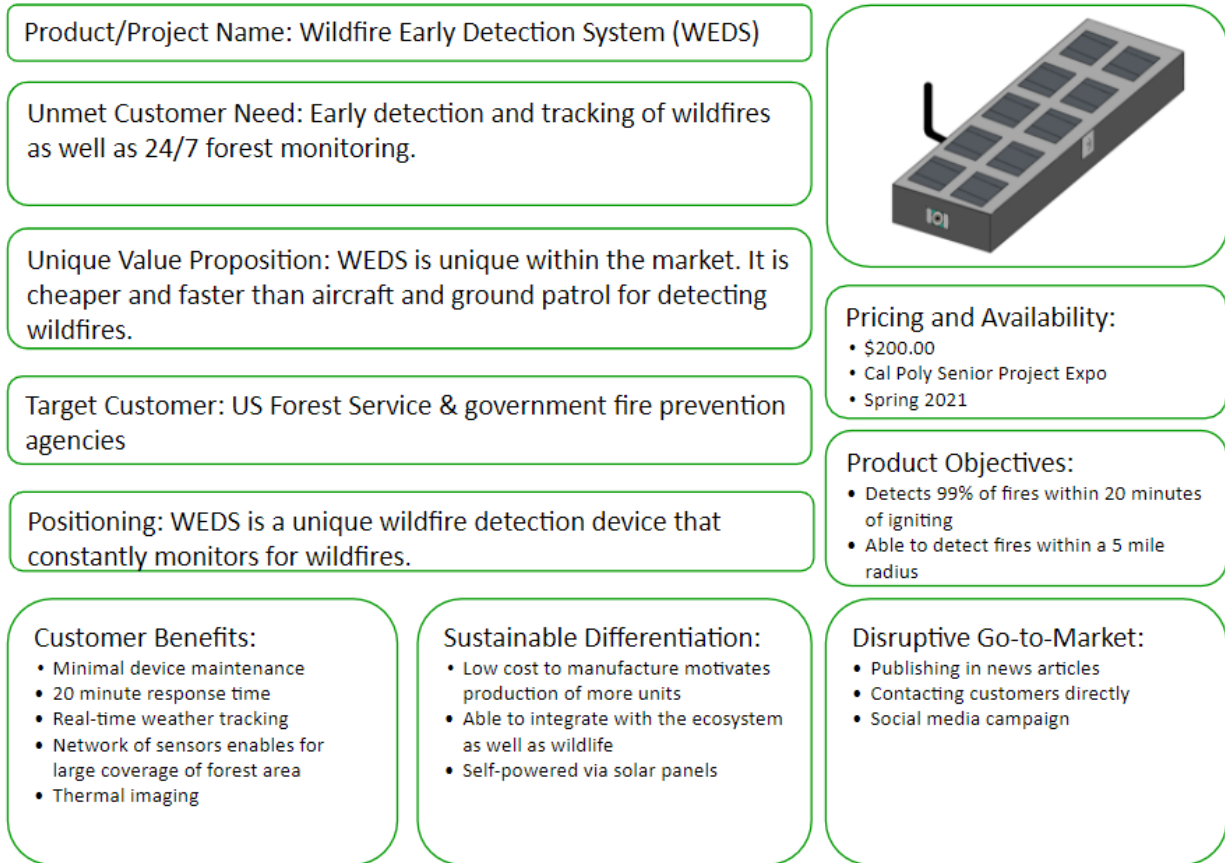 Product/Project Name: Wildfire Early Detection System (WEDS)
Unmet Customer Need: Early detection and tracking of wildfires
as well as 24/7 forest monitoring.
Unique Value Proposition: WEDS is unique within the market. It is
cheaper and faster than aircraft and ground patrol for detecting
wildfires.
Target Customer: US Forest Service & government fire prevention
agencies
Positioning: WEDS is a unique wildfire detection device that
constantly monitors for wildfires.
Pricing and Availability:
• $200.00
• Cal Poly Senior Project Expo
• Spring 2021
Product Objectives:
• Detects 99% of fires within 20 minutes
of igniting
• Able to detect fires within a 5 mile
radius
Customer Benefits:
• Minimal device maintenance
• 20 minute response time
• Real-time weather tracking
• Network of sensors enables for
large coverage of forest area
• Thermal imaging
Sustainable Differentiation:
• Low cost to manufacture motivates
production of more units
• Able to integrate with the ecosystem
as well as wildlife
• Self-powered via solar panels
Disruptive Go-to-Market:
• Publishing in news articles
• Contacting customers directly
• Social media campaign